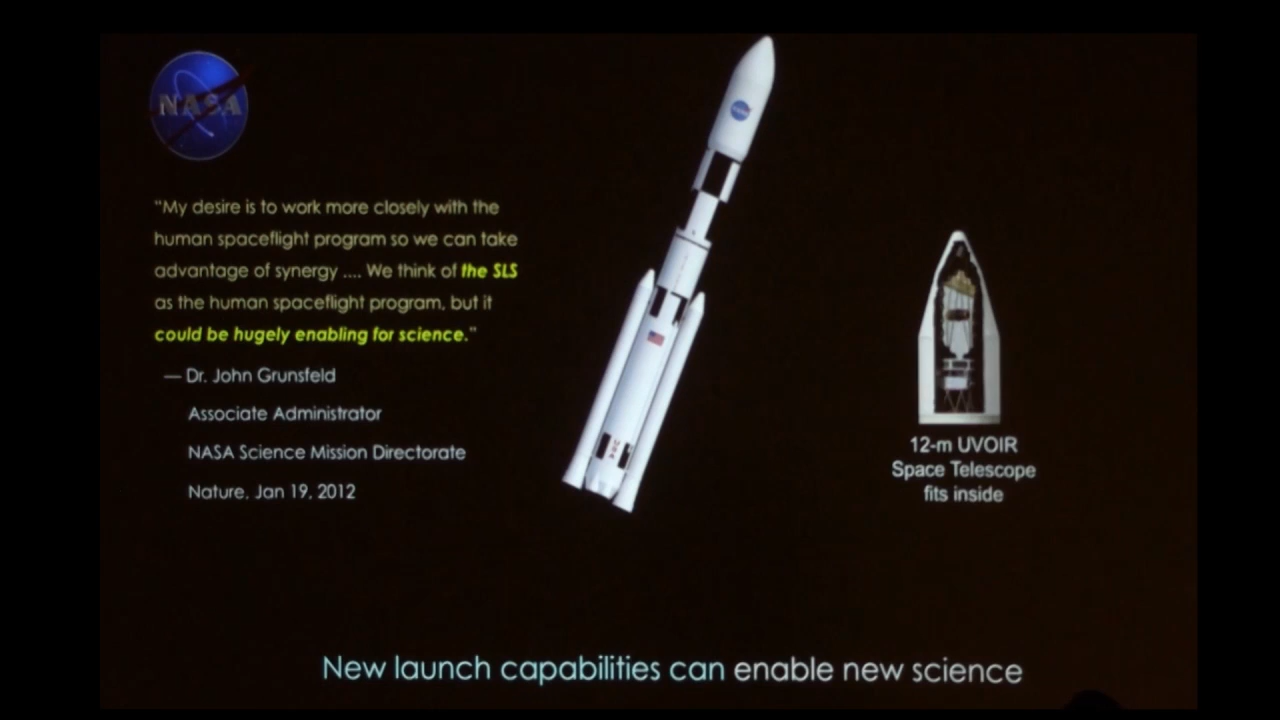 NASA
"My desire is to work more closely with the
human spaceflight program so we can take
advantage of synergy .... We think of the SLS
as the human spaceflight program, but it
could be hugely enabling for science."
— Dr. John Grunsfeld
Associate Administrator
NASA Science Mission Directorate
Nature, Jan 19, 2012
12-m UVOIR
Space Telescope
fits inside
New launch capabilities can enable new science